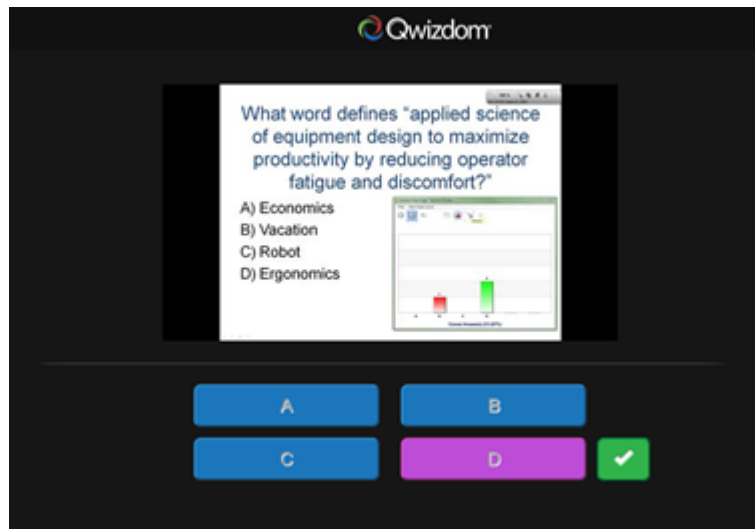 Qwizdom
What word defines “applied science
of equipment design to maximize
productivity by reducing operator
fatigue and discomfort?”
A) Economics
B) Vacation
C) Robot
D) Ergonomics
A
B
C
D